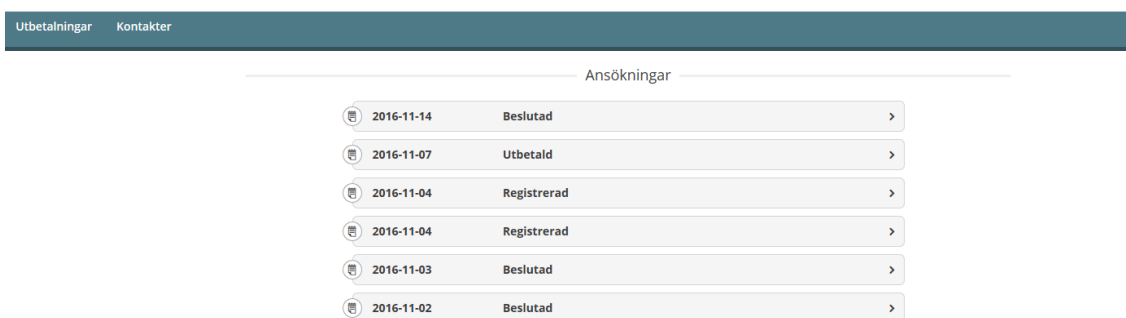 Utbetalningar Kontakter
Ansökningar
2016-11-14 Beslutad
2016-11-07 Utbetald
2016-11-04 Registrerad
2016-11-04 Registrerad
2016-11-03 Beslutad
2016-11-02 Beslutad